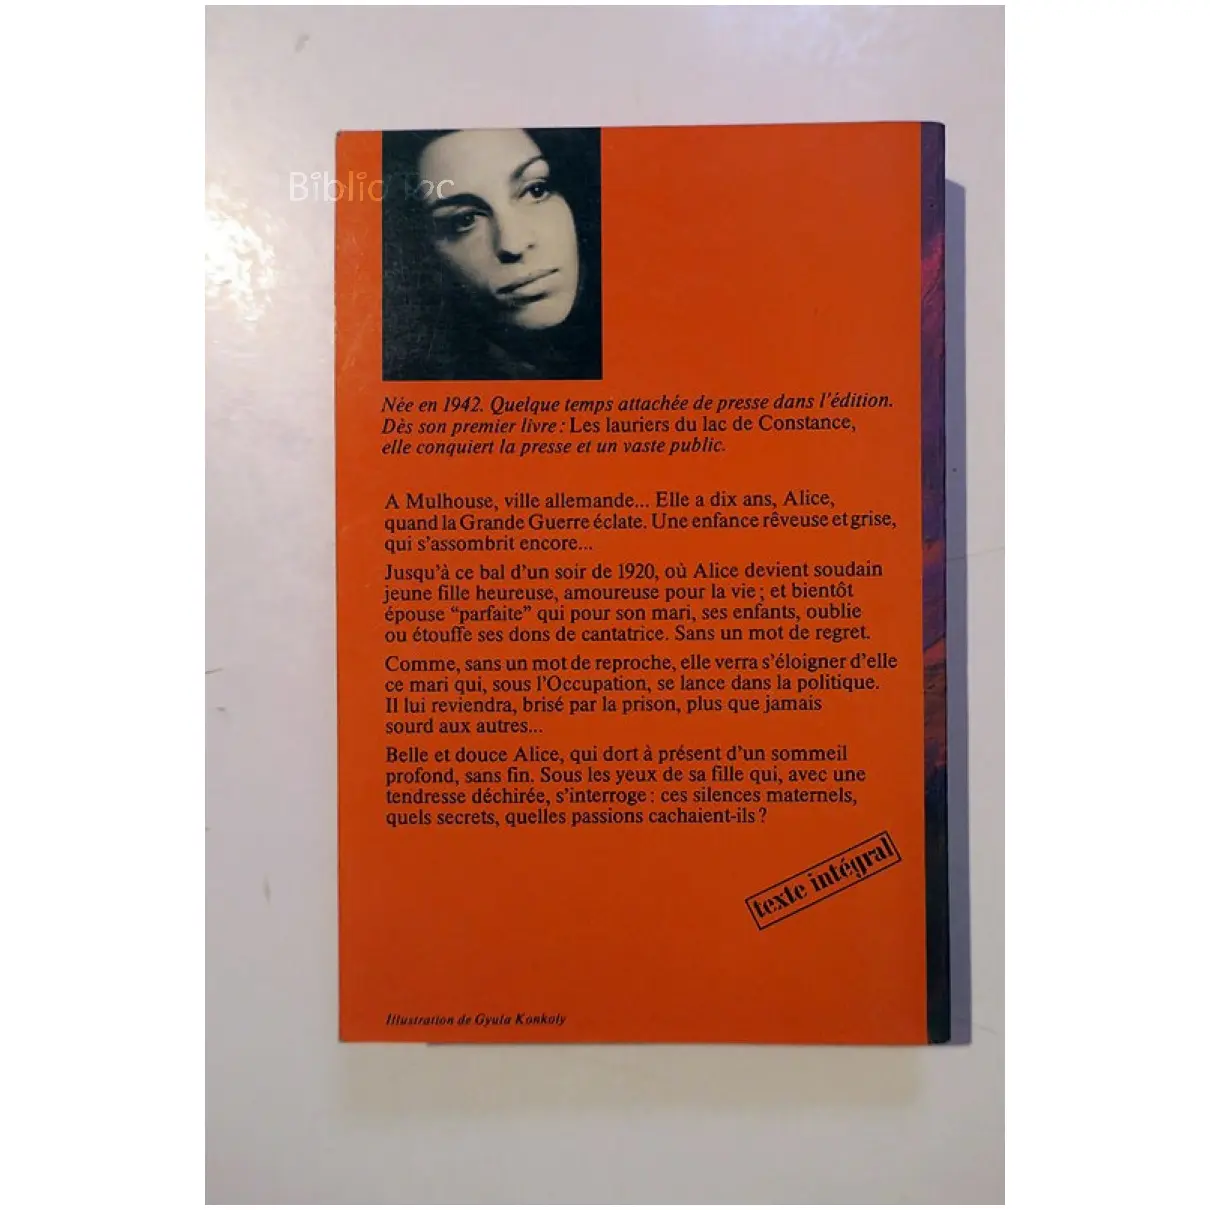 Biblio Tec
Née en 1942. Quelque temps attachée de presse dans l'édition.
Dès son premier livre : Les lauriers du lac de Constance,
elle conquiert la presse et un vaste public.
A Mulhouse, ville allemande... Elle a dix ans, Alice,
quand la Grande Guerre éclate. Une enfance rêveuse et grise,
qui s'assombrit encore...
Jusqu'à ce bal d'un soir de 1920, où Alice devient soudain
jeune fille heureuse, amoureuse pour la vie ; et bientôt
épouse “parfaite” qui pour son mari, ses enfants, oublie
ou étouffe ses dons de cantatrice. Sans un mot de regret.
Comme, sans un mot de reproche, elle verra s'éloigner d'elle
ce mari qui, sous l'Occupation, se lance dans la politique.
Il lui reviendra, brisé par la prison, plus que jamais
sourd aux autres...
Belle et douce Alice, qui dort à présent d'un sommeil
profond, sans fin. Sous les yeux de sa fille qui, avec une
tendresse déchirée, s'interroge : ces silences maternels,
quels secrets, quelles passions cachaient-ils ?
texte intégral
Illustration de Gyula Konkoly